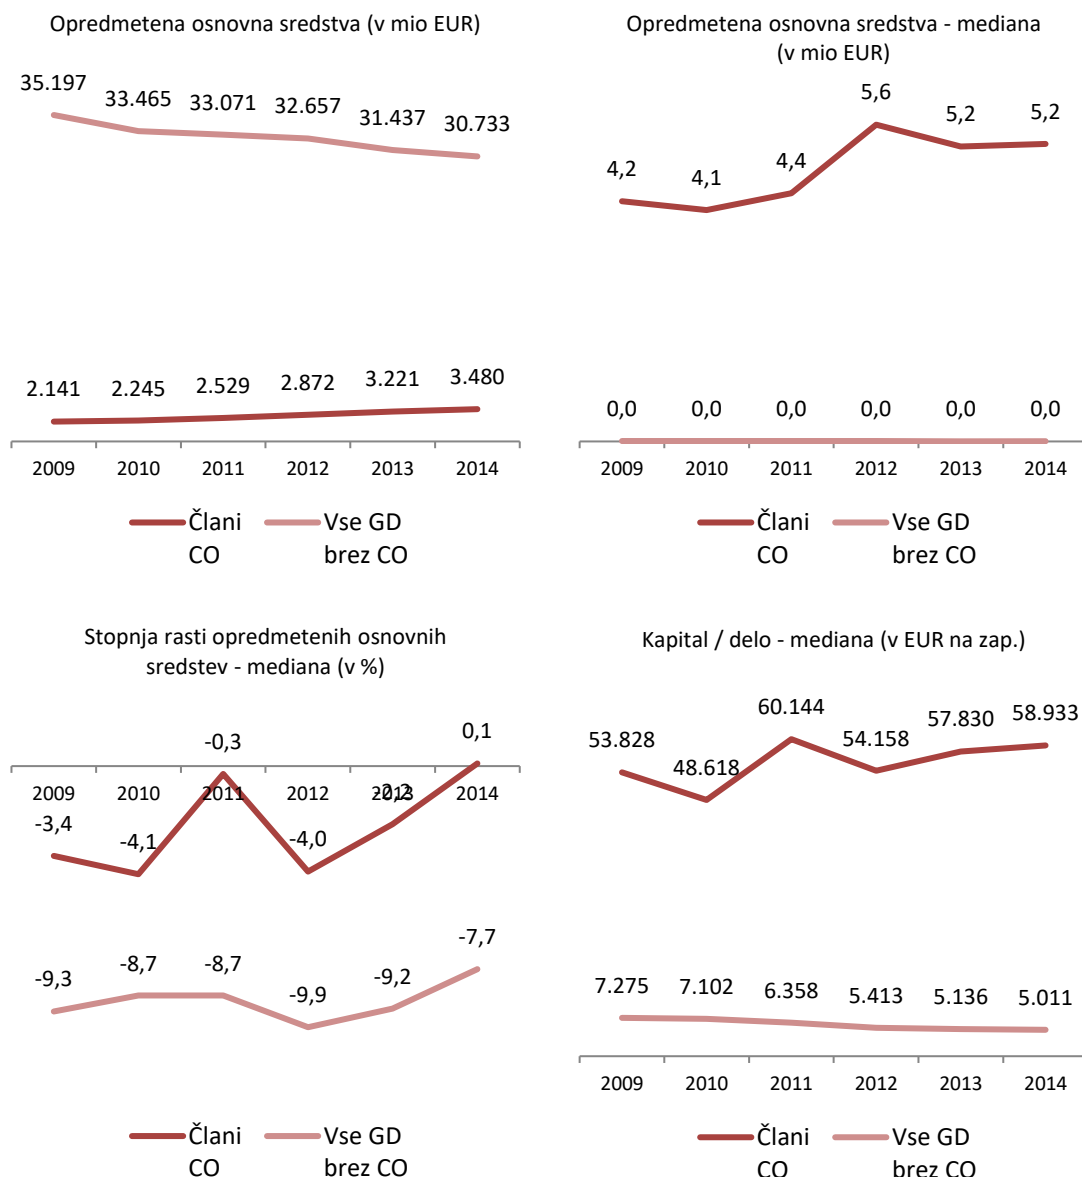 Opredmetena osnovna sredstva (v mio EUR)
35.197
33.465
33.071
32.657
31.437
30.733
2.141
2.245
2.529
2.872
3.221
3.480
2009 2010 2011 2012 2013 2014
Člani CO
Vse GD brez CO
Opredmetena osnovna sredstva - mediana
(v mio EUR)
4,2
4,1
4,4
5,6
5,2
5,2
0,0 0,0 0,0 0,0 0,0 0,0
2009 2010 2011 2012 2013 2014
Člani CO
Vse GD brez CO
Stopnja rasti opredmetenih osnovnih
sredstev - mediana (v %)
-3,4
-4,1
-0,3
-4,0
-2,2
0,1
2009 2010 2011 2012 2013 2014
-9,3
-8,7
-8,7
-9,9
-9,2
-7,7
Člani CO
Vse GD brez CO
Kapital / delo - mediana (v EUR na zap.)
53.828
48.618
60.144
54.158
57.830
58.933
7.275
7.102
6.358
5.413
5.136
5.011
2009 2010 2011 2012 2013 2014
Člani CO
Vse GD brez CO